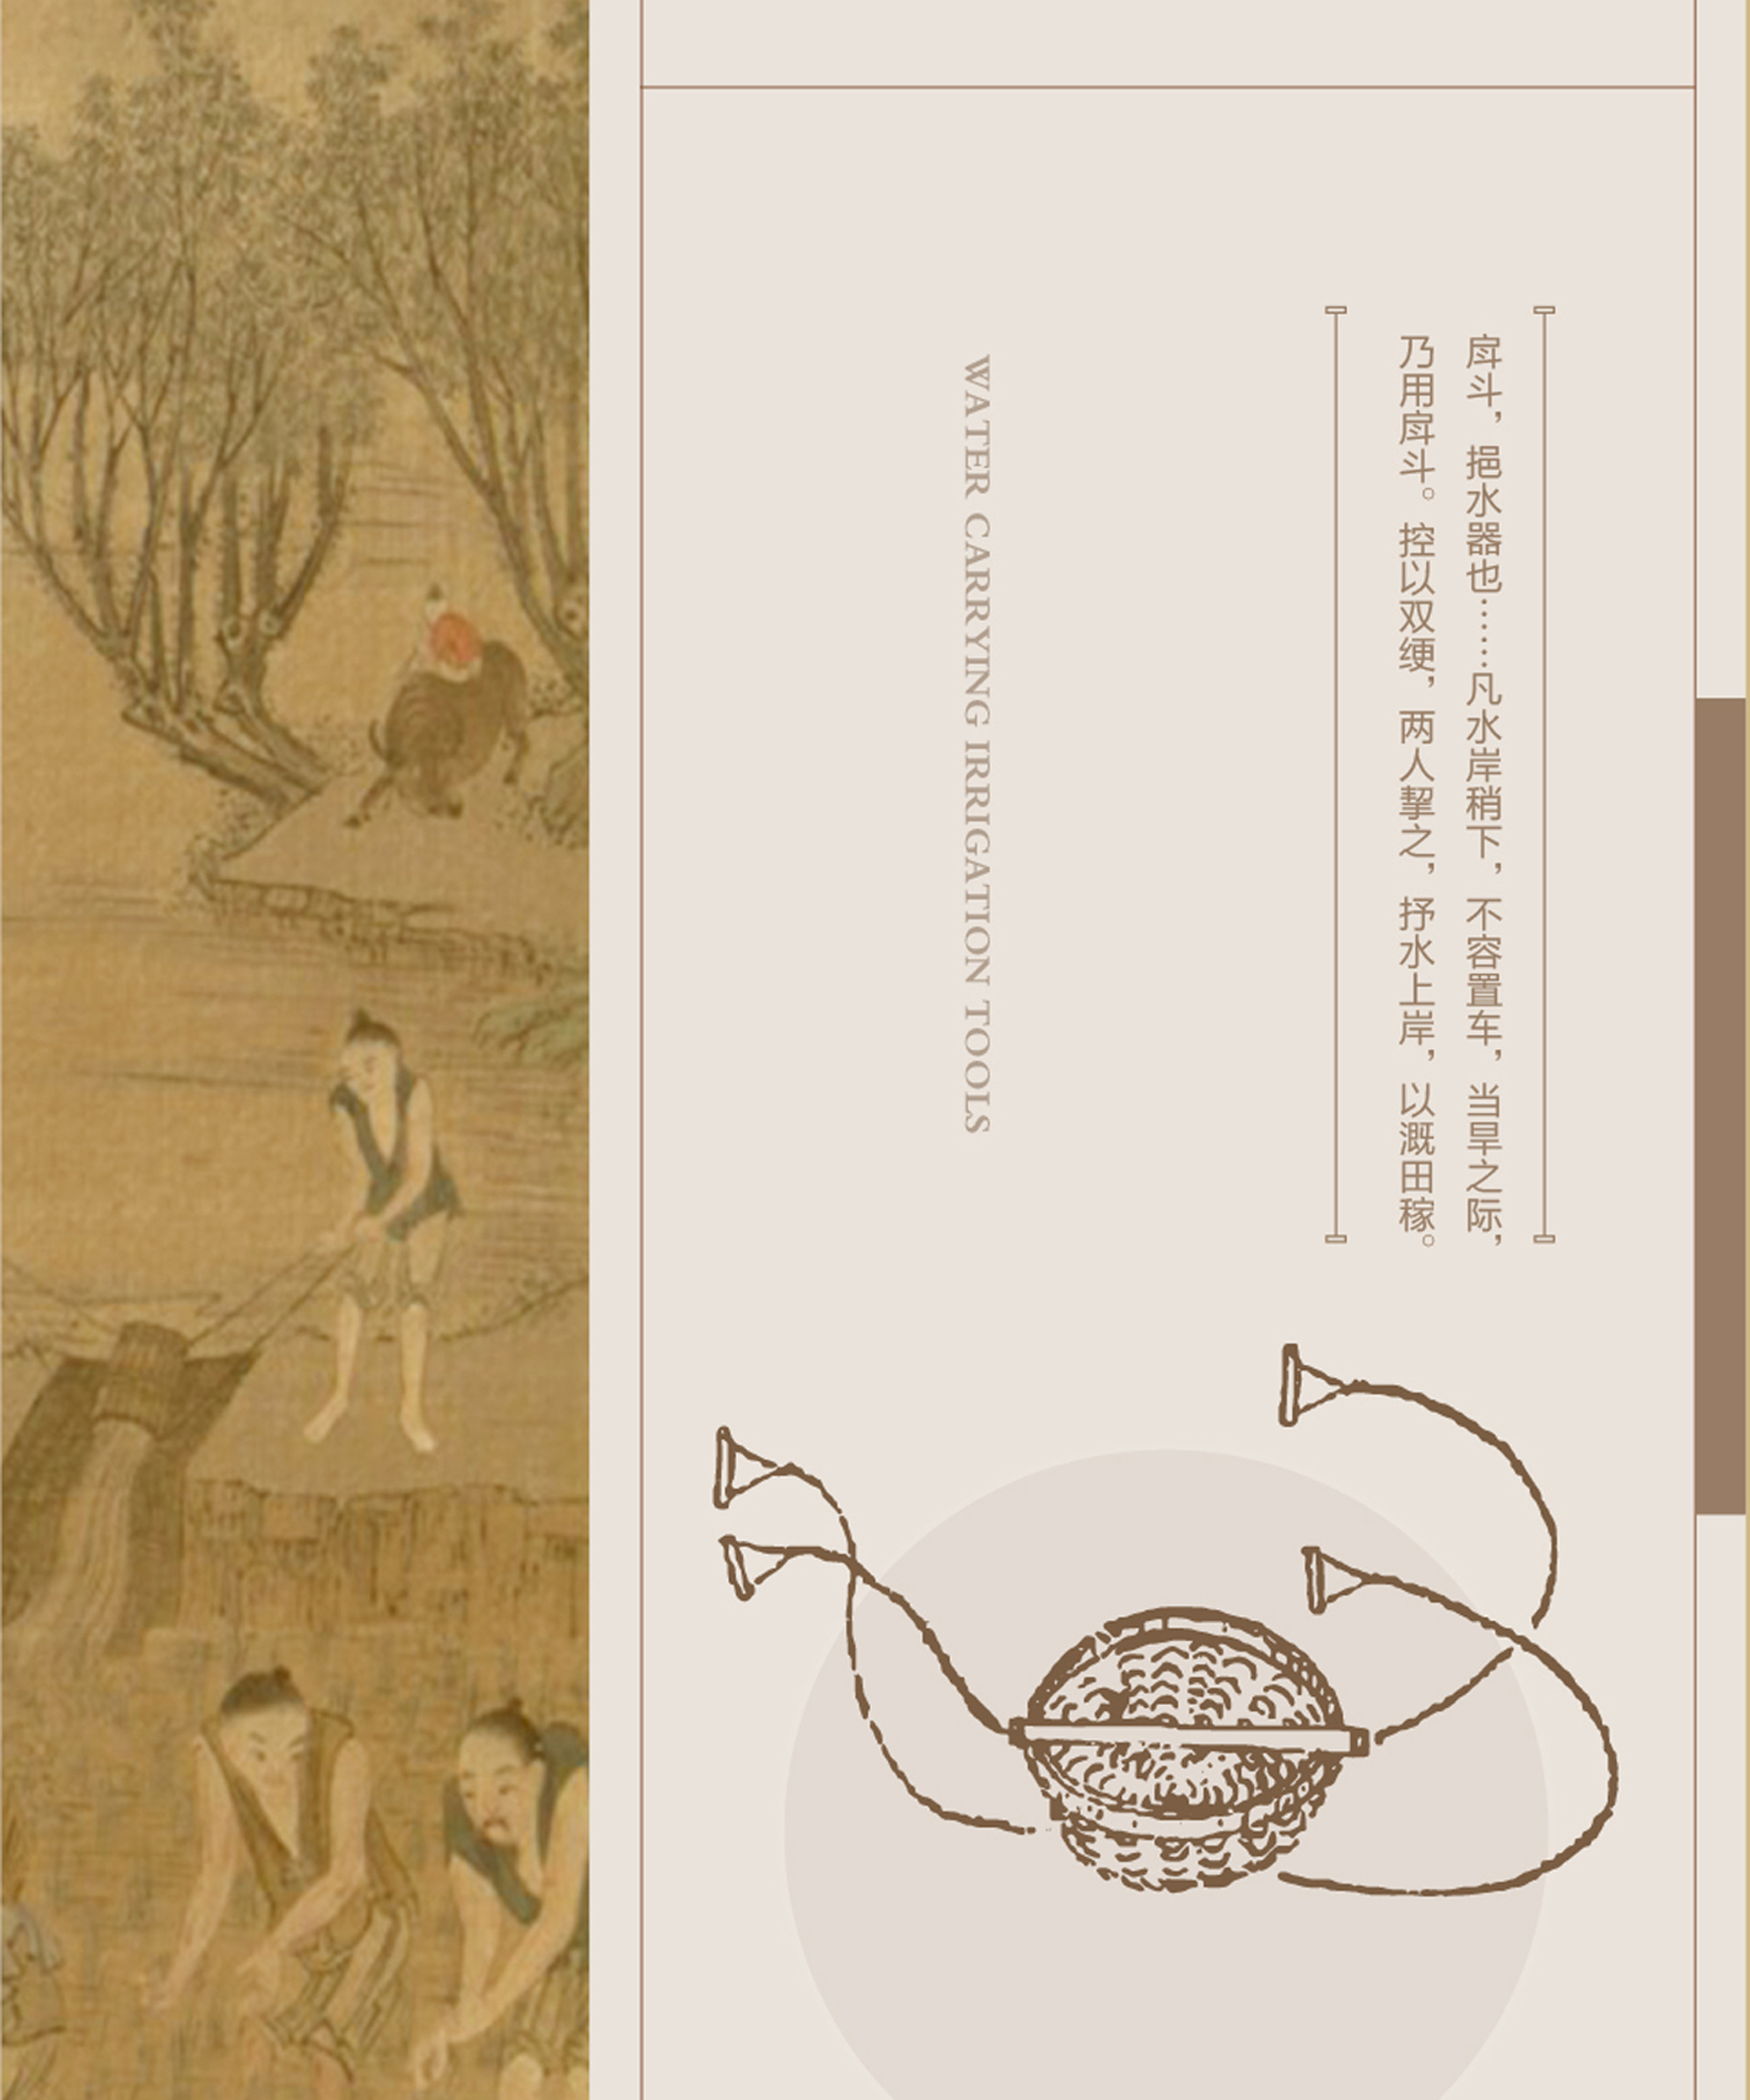 戽斗，挹水器也……凡水岸稍下，不容置车，当旱之际，
乃用戽斗。控以双绠，两人掣之，抒水上岸，以溉田稼。
WATER CARRYING IRRIGATION TOOLS